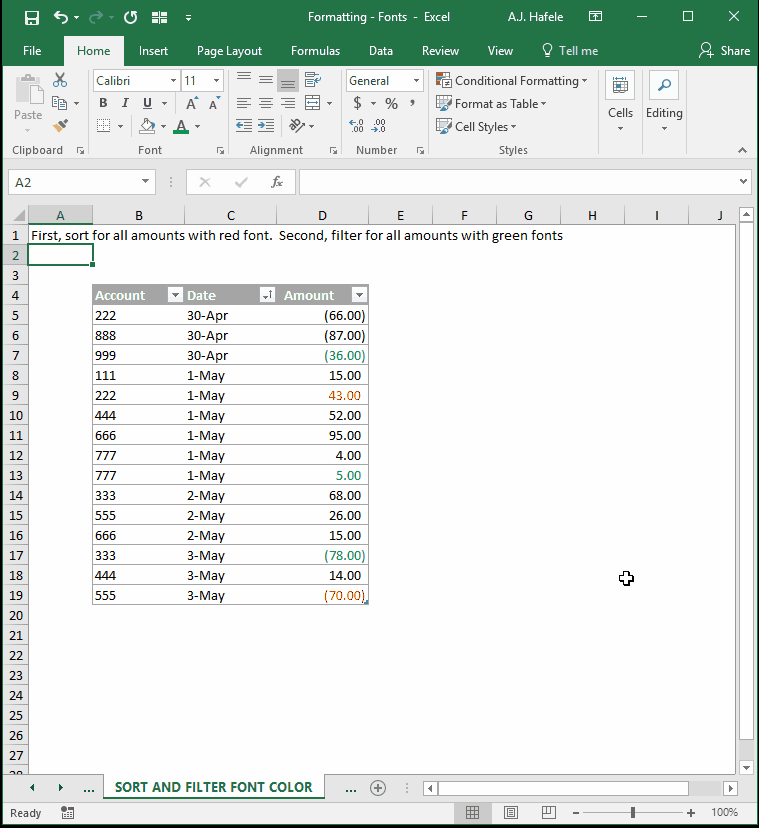 Formatting - Fonts - Excel A.J. Hafele
File Home Insert Page Layout Formulas Data Review View Tell me Share
Calibri 11 General Conditional Formatting
Paste B I U A A $ % , Format as Table Cells Editing
A .00 .00 Cell Styles
Clipboard Font Alignment Number Styles
A2 fx
A B C D E F G H I J
1 First, sort for all amounts with red font. Second, filter for all amounts with green fonts
2
3
4 Account Date Amount
5 222 30-Apr (66.00)
6 888 30-Apr (87.00)
7 999 30-Apr (36.00)
8 111 1-May 15.00
9 222 1-May 43.00
10 444 1-May 52.00
11 666 1-May 95.00
12 777 1-May 4.00
13 777 1-May 5.00
14 333 2-May 68.00
15 555 2-May 26.00
16 666 2-May 15.00
17 333 3-May (78.00)
18 444 3-May 14.00
19 555 3-May (70.00)
20
21
22
23
24
25
26
27
28
... SORT AND FILTER FONT COLOR ...
Ready 100%